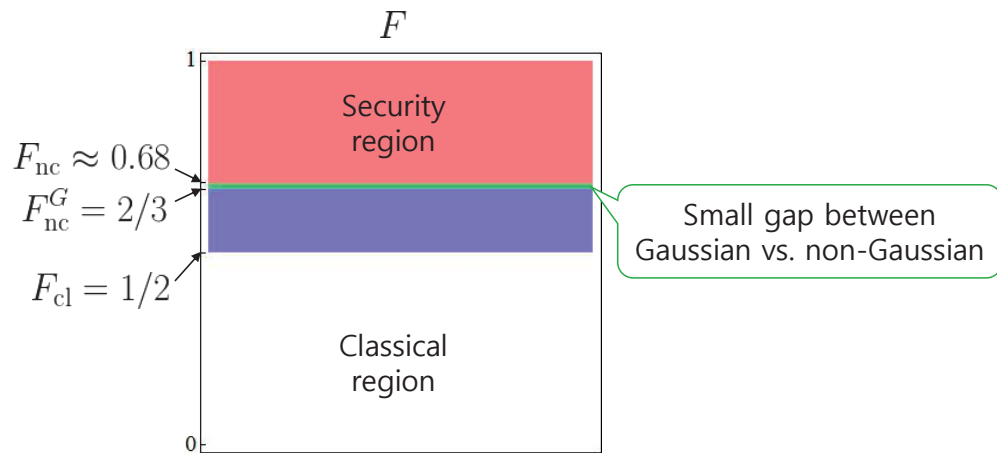 F
1
Security
region
F_nc ≈ 0.68
F_nc^G = 2/3
Small gap between
Gaussian vs. non-Gaussian
F_cl = 1/2
Classical
region
0